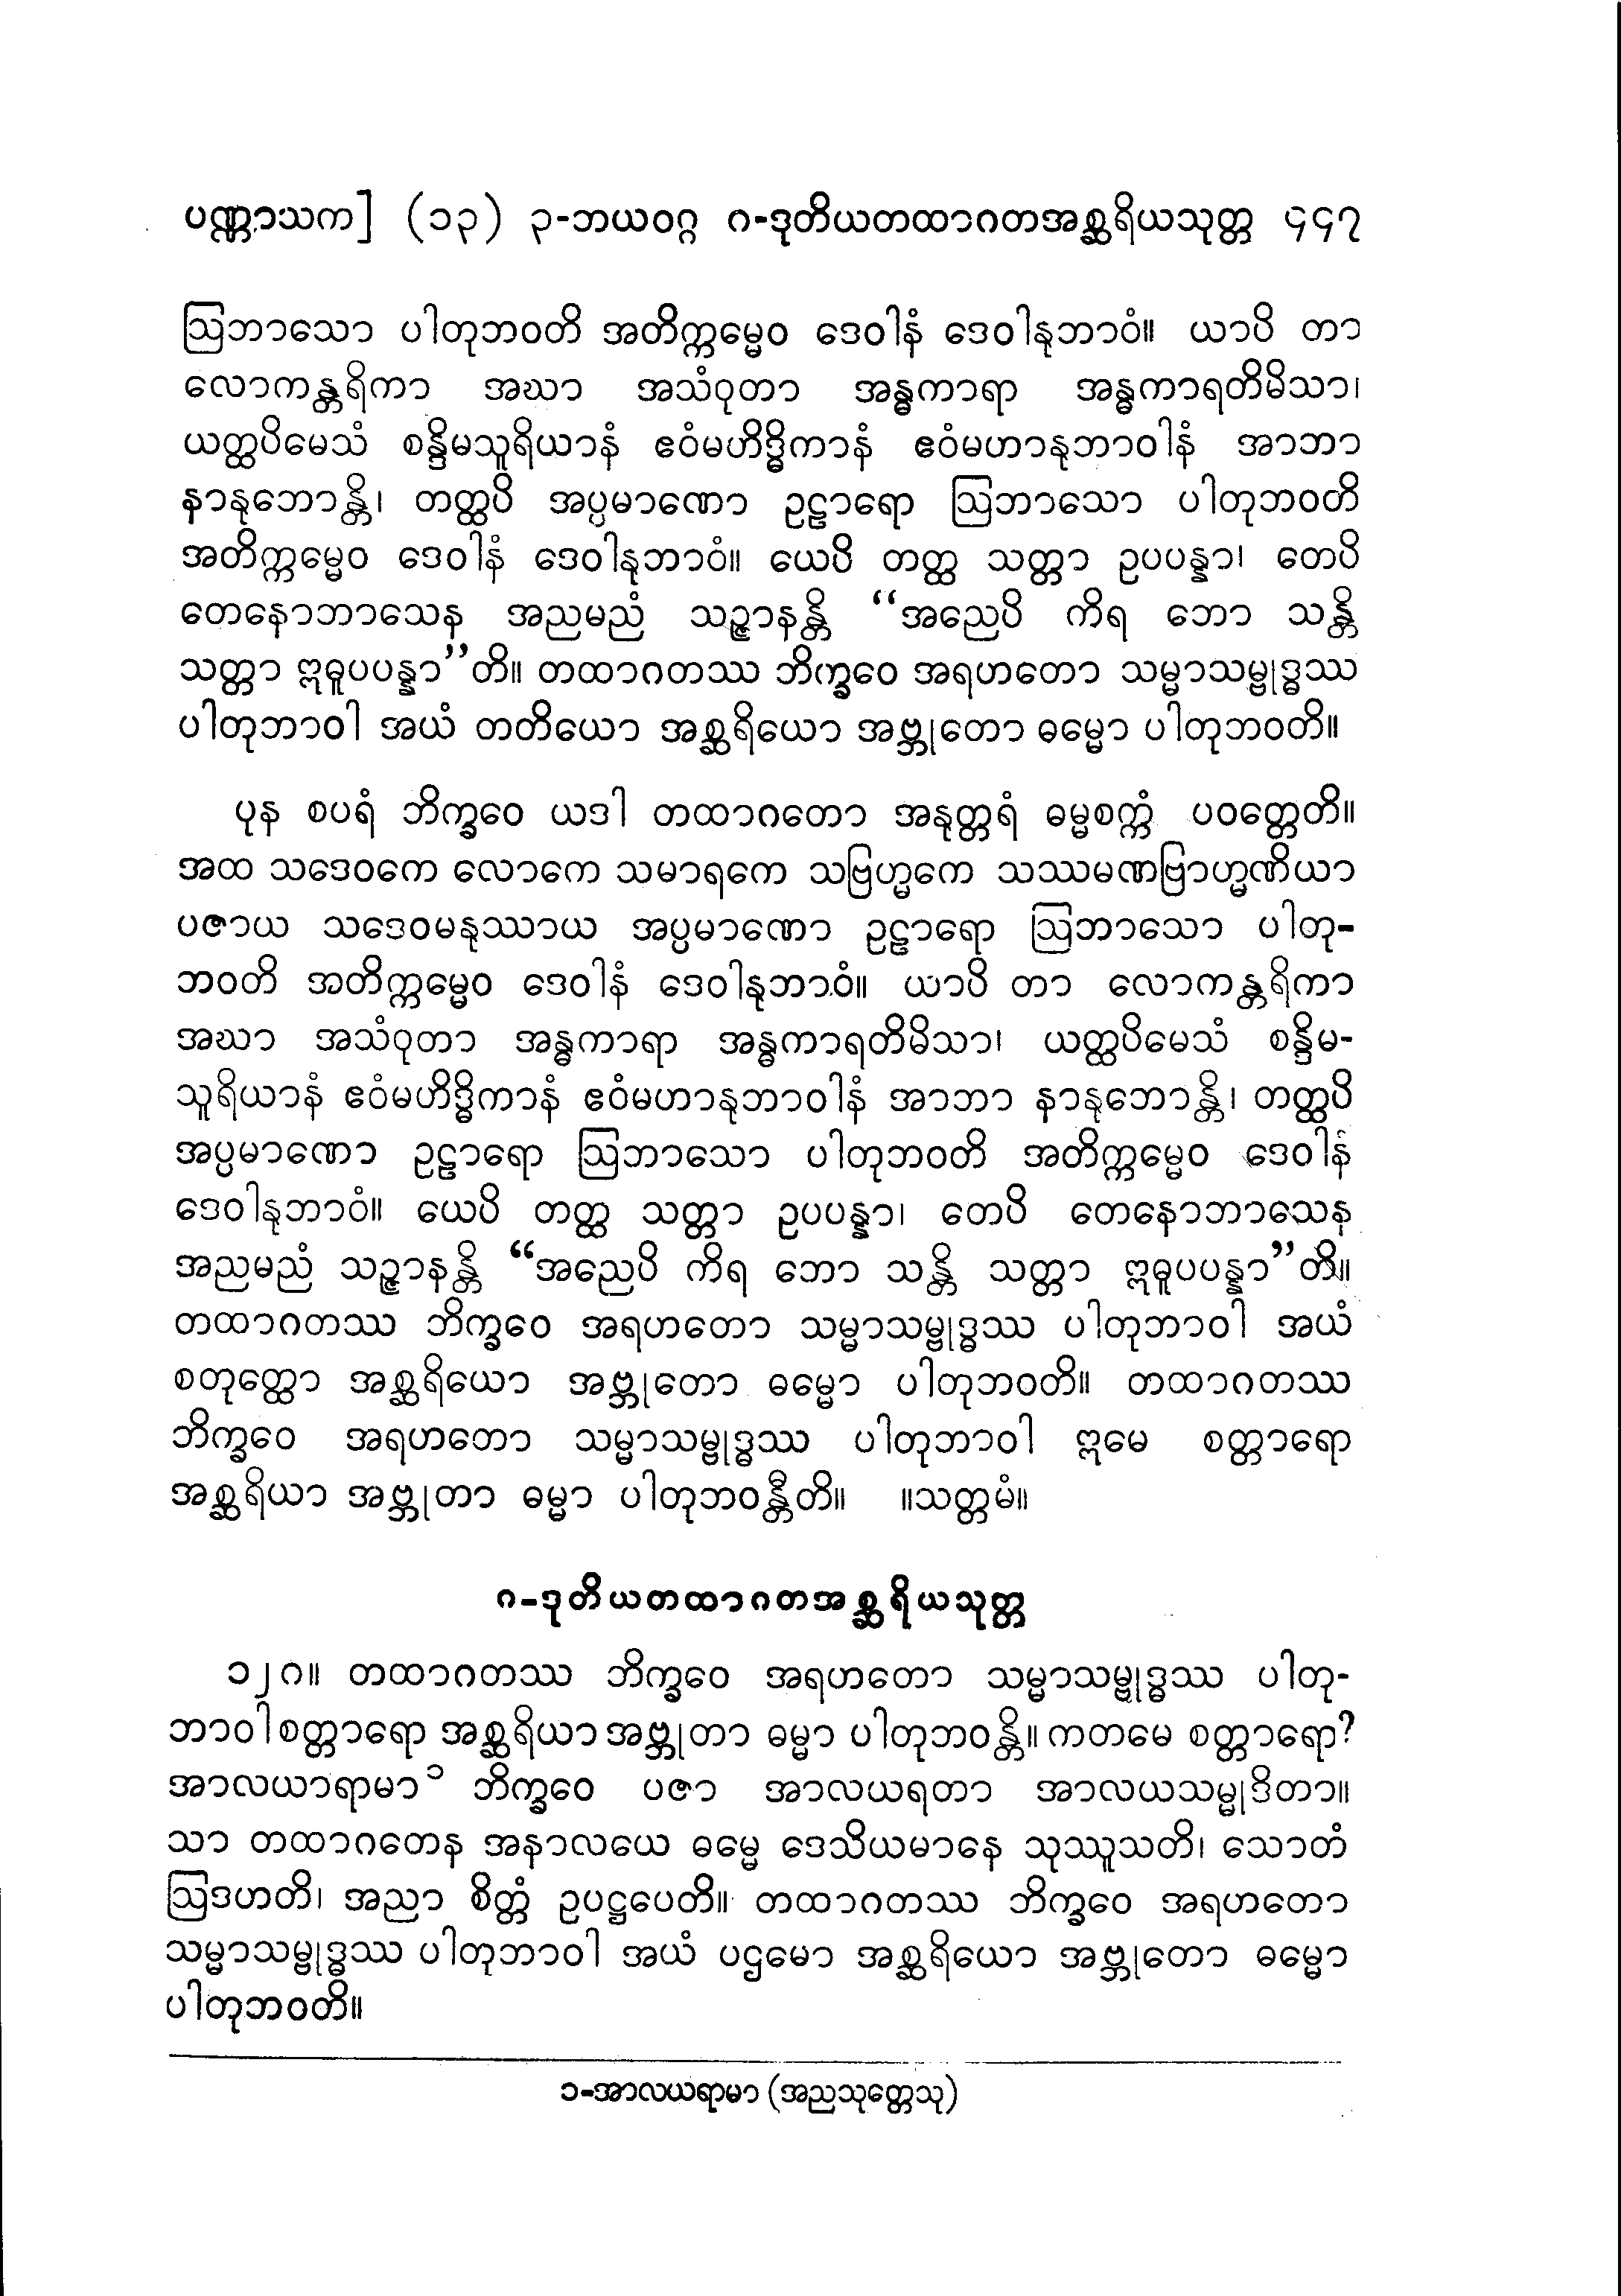 ပဏ္ဏာသက] (၁၃) ၃-ဘယဝဂ္ဂ ဂ-ဒုတိယတထာဂတအစ္ဆရိယသုတ္တ ၄၄၇
ဩဘာသော ပါတုဘဝတိ အတိက္ကမ္မေဝ ဒေဝါနံ ဒေဝါနုဘာဝံ။ ယာပိ တာ
လောကန္တရိကာ အဃာ အသံဝုတာ အန္ဓကာရာ အန္ဓကာရတိမိသာ၊
ယတ္ထပိမေသံ စန္ဒိမသူရိယာနံ ဧဝံမဟိဒ္ဓိကာနံ ဧဝံမဟာနုဘာဝါနံ အာဘာ
နာနုဘောန္တိ၊ တတ္ထပိ အပ္ပမာဏော ဥဠာရော ဩဘာသော ပါတုဘဝတိ
အတိက္ကမ္မေဝ ဒေဝါနံ ဒေဝါနုဘာဝံ။ ယေပိ တတ္ထ သတ္တာ ဥပပန္နာ၊ တေပိ
တေနောဘာသေန အညမညံ သဉ္ဇာနန္တိ “အညေပိ ကိရ ဘော သန္တိ
သတ္တာ ဣဓူပပန္နာ”တိ။ တထာဂတဿ ဘိက္ခဝေ အရဟတော သမ္မာသမ္ဗုဒ္ဓဿ
ပါတုဘာဝါ အယံ တတိယော အစ္ဆရိယော အဗ္ဘုတော ဓမ္မော ပါတုဘဝတိ။
ပုန စပရံ ဘိက္ခဝေ ယဒါ တထာဂတော အနုတ္တရံ ဓမ္မစက္ကံ ပဝတ္တေတိ။
အထ သဒေဝကေ လောကေ သမာရကေ သဗြဟ္မကေ သဿမဏဗြာဟ္မဏိယာ
ပဇာယ သဒေဝမနုဿာယ အပ္ပမာဏော ဥဠာရော ဩဘာသော ပါတု-
ဘဝတိ အတိက္ကမ္မေဝ ဒေဝါနံ ဒေဝါနုဘာဝံ။ ယာပိ တာ လောကန္တရိကာ
အဃာ အသံဝုတာ အန္ဓကာရာ အန္ဓကာရတိမိသာ၊ ယတ္ထပိမေသံ စန္ဒိမ-
သူရိယာနံ ဧဝံမဟိဒ္ဓိကာနံ ဧဝံမဟာနုဘာဝါနံ အာဘာ နာနုဘောန္တိ၊ တတ္ထပိ
အပ္ပမာဏော ဥဠာရော ဩဘာသော ပါတုဘဝတိ အတိက္ကမ္မေဝ ဒေဝါနံ
ဒေဝါနုဘာဝံ။ ယေပိ တတ္ထ သတ္တာ ဥပပန္နာ၊ တေပိ တေနောဘာသေန
အညမညံ သဉ္ဇာနန္တိ “အညေပိ ကိရ ဘော သန္တိ သတ္တာ ဣဓူပပန္နာ”တိ။
တထာဂတဿ ဘိက္ခဝေ အရဟတော သမ္မာသမ္ဗုဒ္ဓဿ ပါတုဘာဝါ အယံ
စတုတ္ထော အစ္ဆရိယော အဗ္ဘုတော ဓမ္မော ပါတုဘဝတိ။ တထာဂတဿ
ဘိက္ခဝေ အရဟတော သမ္မာသမ္ဗုဒ္ဓဿ ပါတုဘာဝါ ဣမေ စတ္တာရော
အစ္ဆရိယာ အဗ္ဘုတာ ဓမ္မာ ပါတုဘဝန္တီတိ။ ။သတ္တမံ။
ဂ-ဒုတိယတထာဂတအစ္ဆရိယသုတ္တ
၁၂ဂ။ တထာဂတဿ ဘိက္ခဝေ အရဟတော သမ္မာသမ္ဗုဒ္ဓဿ ပါတု-
ဘာဝါ စတ္တာရော အစ္ဆရိယာ အဗ္ဘုတာ ဓမ္မာ ပါတုဘဝန္တိ။ ကတမေ စတ္တာရော?
အာလယာရာမာ ၁ ဘိက္ခဝေ ပဇာ အာလယရတာ အာလယသမ္မုဒိတာ။
သာ တထာဂတေန အနာလယေ ဓမ္မေ ဒေသိယမာနေ သုဿူသတိ၊ သောတံ
ဩဒဟတိ၊ အညာ စိတ္တံ ဥပဋ္ဌပေတိ။ တထာဂတဿ ဘိက္ခဝေ အရဟတော
သမ္မာသမ္ဗုဒ္ဓဿ ပါတုဘာဝါ အယံ ပဌမော အစ္ဆရိယော အဗ္ဘုတော ဓမ္မော
ပါတုဘဝတိ။
၁-အာလယရာမာ (အညသုတ္တေသု)